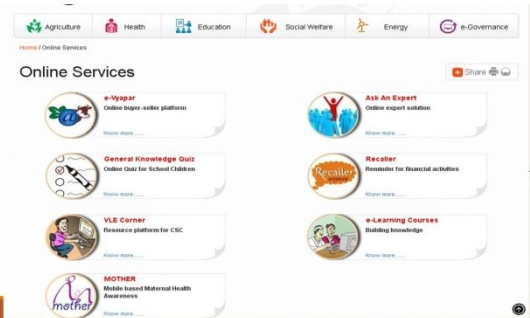 Agriculture
Health
Education
Social Welfare
Energy
e-Governance
Home / Online Services
Online Services
Share
e-Vyapar
Online buyer-seller platform
Know more......
Ask An Expert
Online expert solution
Know more......
General Knowledge Quiz
Online Quiz for School Children
Know more......
Recaller
Recaller
Reminder for financial activities
Know more......
VLE Corner
Resource platform for CSC
Know more......
e-Learning Courses
Building knowledge
Know more......
mother
MOTHER
Mobile based Maternal Health
Awareness
Know more......